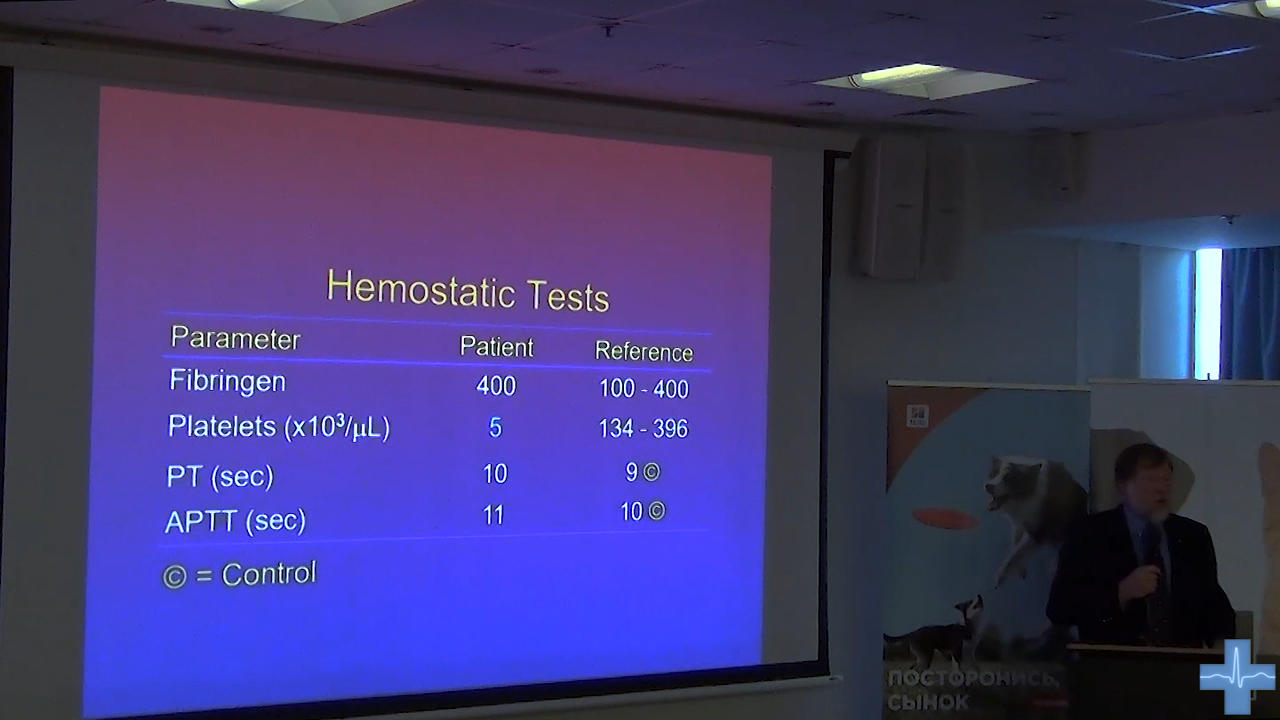 Hemostatic Tests
Parameter Patient Reference
Fibringen 400 100 - 400
Platelets (x10³/μL) 5 134 - 396
PT (sec) 10 9 ©
APTT (sec) 11 10 ©
© = Control
ПОСТОРОНИСЬ,
СЫНОК